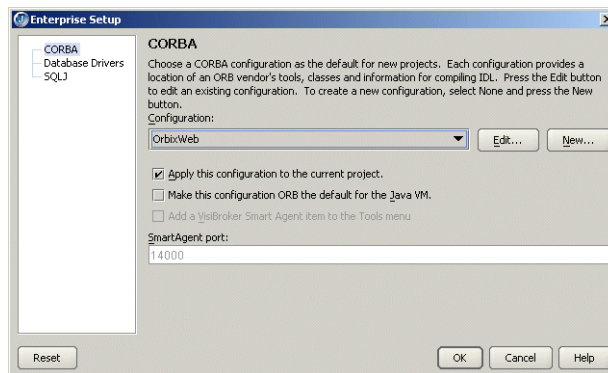 Enterprise Setup
CORBA
Database Drivers
SQLJ
CORBA
Choose a CORBA configuration as the default for new projects. Each configuration provides a
location of an ORB vendor's tools, classes and information for compiling IDL. Press the Edit button
to edit an existing configuration. To create a new configuration, select None and press the New
button.
Configuration:
OrbixWeb
Edit...
New...
Apply this configuration to the current project.
Make this configuration ORB the default for the Java VM.
Add a VisiBroker Smart Agent item to the Tools menu
SmartAgent port:
14000
Reset
OK
Cancel
Help